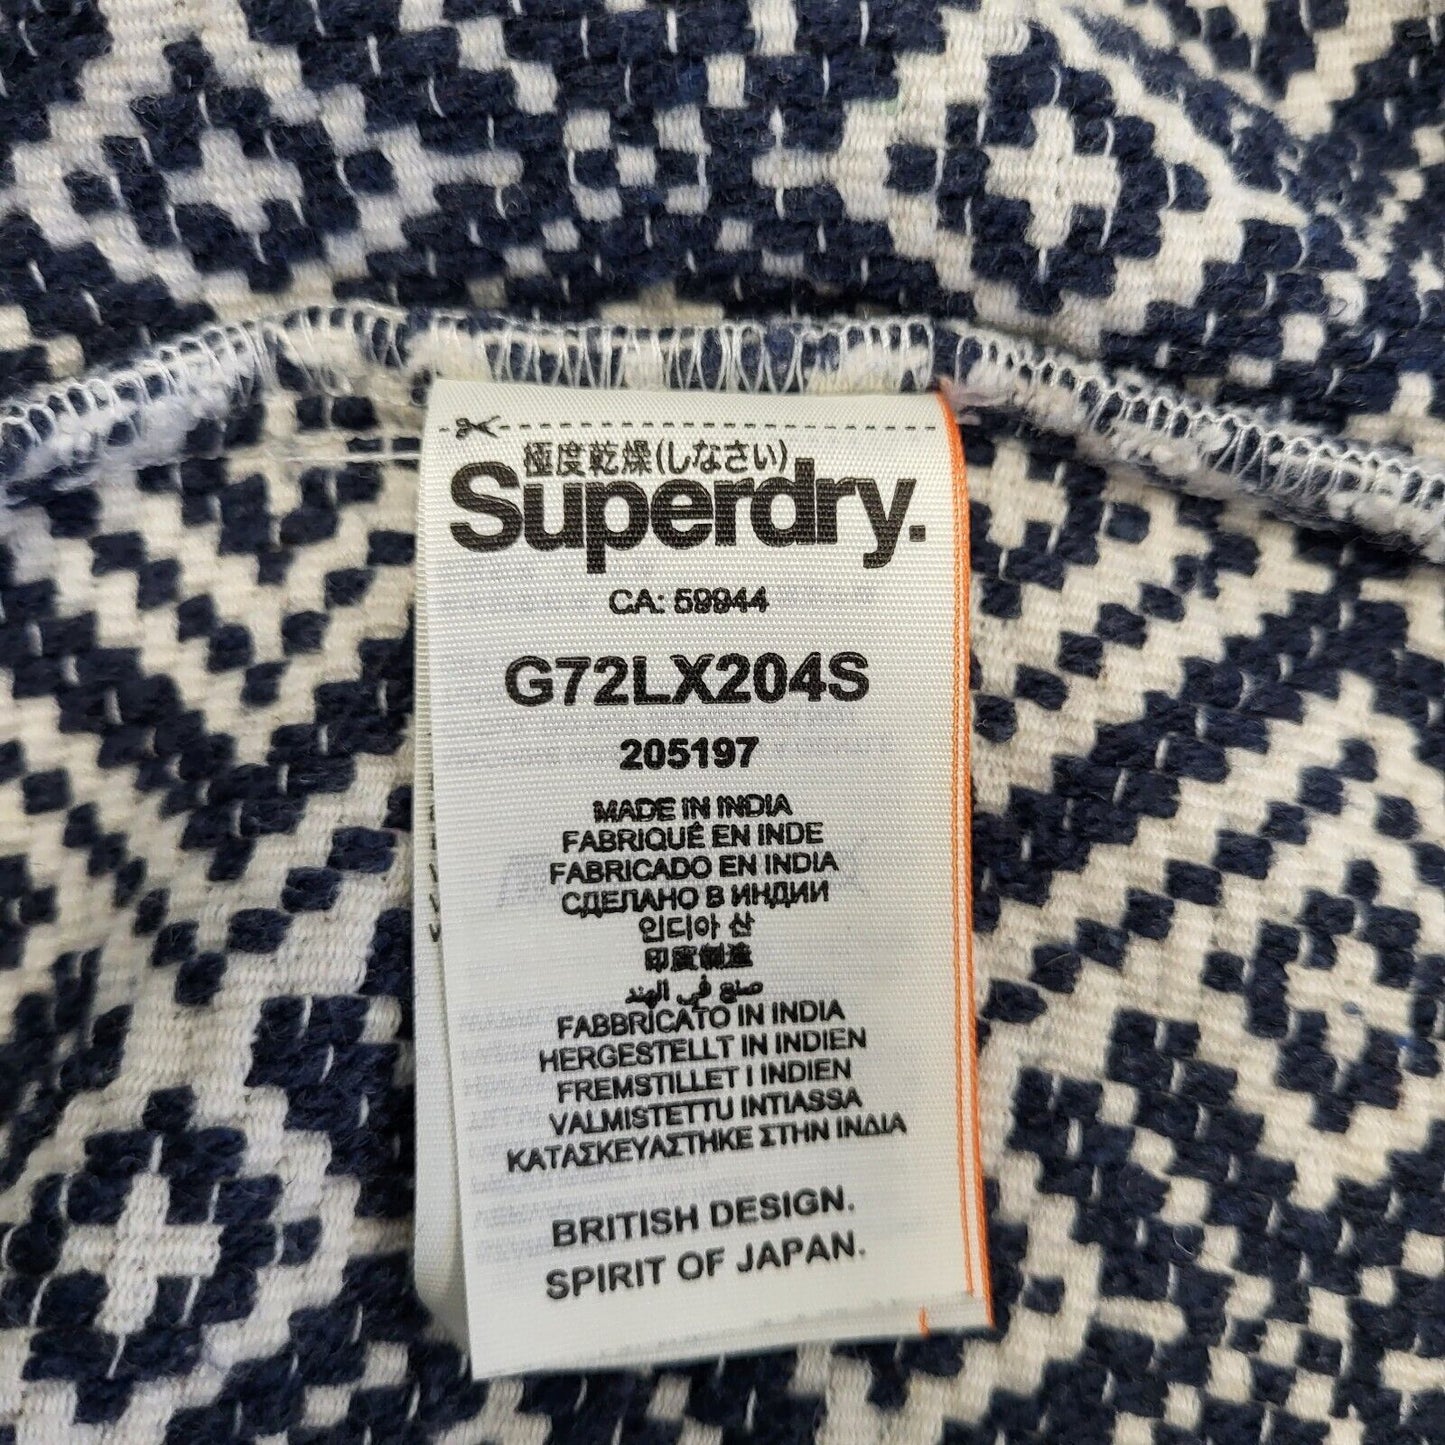 極度乾燥(しなさい)
Superdry.
CA: 59944
G72LX204S
205197
MADE IN INDIA
FABRIQUÉ EN INDE
FABRICADO EN INDIA
СДЕЛАНО В ИНДИИ
인디아 산
印度製造
صنع في الهند
FABBRICATO IN INDIA
HERGESTELLT IN INDIEN
FREMSTILLET I INDIEN
VALMISTETTU INTIASSA
ΚΑΤΑΣΚΕΥΑΣΤΗΚΕ ΣΤΗΝ ΙΝΔΙΑ
BRITISH DESIGN.
SPIRIT OF JAPAN.